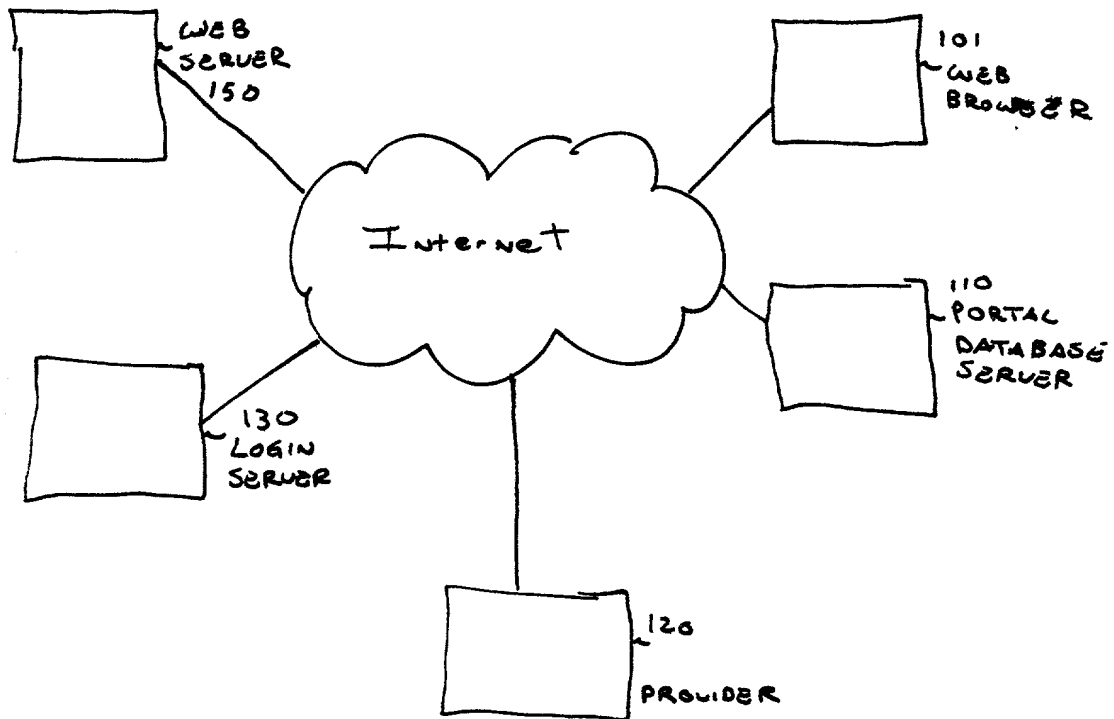 WEB
SERVER
150
101
WEB
BROWSER
Internet
110
PORTAL
DATABASE
SERVER
130
LOGIN
SERVER
120
PROVIDER